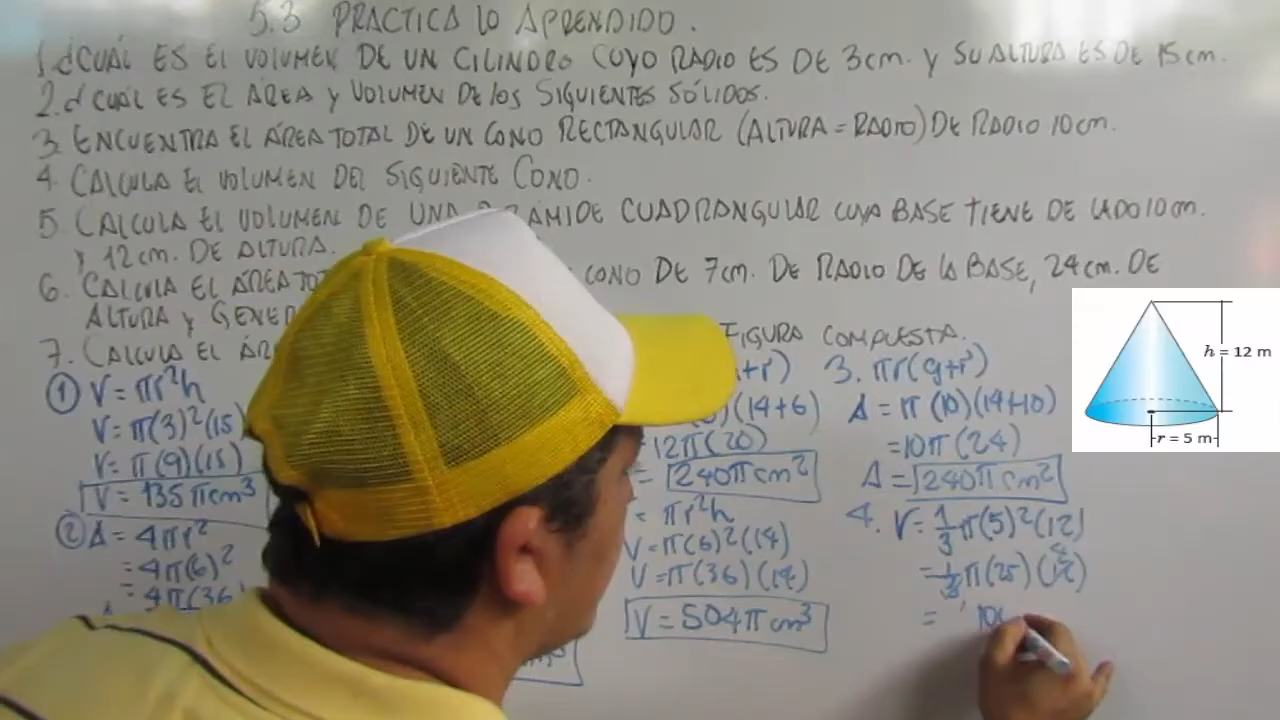 5.3 PRACTICA LO APRENDIDO.
1. ¿CUÁL ES EL VOLUMEN DE UN CILINDRO CUYO RADIO ES DE 3cm. Y SU ALTURA ES DE 15cm.
2. ¿CUÁL ES EL ÁREA Y VOLUMEN DE LOS SIGUIENTES SÓLIDOS.
3. ENCUENTRA EL ÁREA TOTAL DE UN CONO RECTANGULAR (ALTURA = RADIO) DE RADIO 10cm.
4. CALCULA EL VOLUMEN DEL SIGUIENTE CONO.
5. CALCULA EL VOLUMEN DE UNA PIRÁMIDE CUADRANGULAR CUYA BASE TIENE DE LADO 10cm.
Y 12cm. DE ALTURA.
6. CALCULA EL ÁREA CONO DE 7cm. DE RADIO DE LA BASE, 24cm. DE
ALTURA Y
7. CALCULA EL FIGURA COMPUESTA.
① V = πr²h
V = π(3)²(15)
V = π(9)(15)
V = 135πcm³
② A = 4πr²
= 4π(6)²
= 4π(36
+r)
)(14+6)
12π(20)
= 240πcm²
= πr²h
V = π(6)²(14)
V = π(36)(14)
V = 504πcm³
3. πr(g+r)
A = π(10)(14+10)
= 10π(24)
A = 240πcm²
4. V = 1/3 π(5)²(12)
= 1/3 π(25)(12) 4
= 10
h = 12 m
r = 5 m